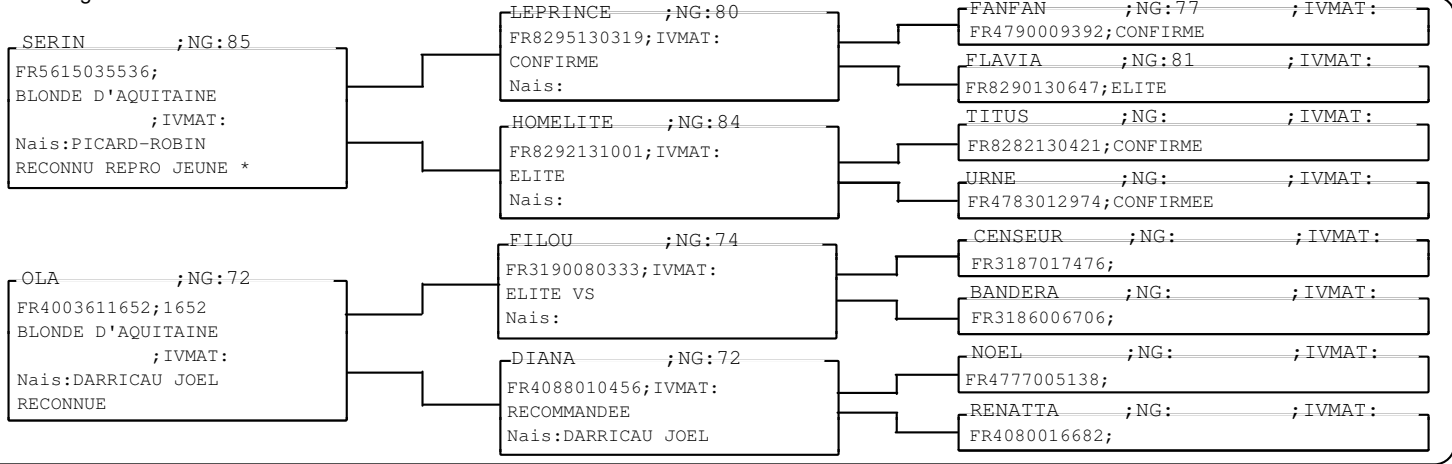 SERIN ;NG:85
FR5615035536;
BLONDE D'AQUITAINE
;IVMAT:
Nais:PICARD-ROBIN
RECONNU REPRO JEUNE *
OLA ;NG:72
FR4003611652;1652
BLONDE D'AQUITAINE
;IVMAT:
Nais:DARRICAU JOEL
RECONNUE
LEPRINCE ;NG:80
FR8295130319;IVMAT:
CONFIRME
Nais:
HOMELITE ;NG:84
FR8292131001;IVMAT:
ELITE
Nais:
FILOU ;NG:74
FR3190080333;IVMAT:
ELITE VS
Nais:
DIANA ;NG:72
FR4088010456;IVMAT:
RECOMMANDEE
Nais:DARRICAU JOEL
FANFAN ;NG:77 ;IVMAT:
FR4790009392;CONFIRME
FLAVIA ;NG:81 ;IVMAT:
FR8290130647;ELITE
TITUS ;NG: ;IVMAT:
FR8282130421;CONFIRME
URNE ;NG: ;IVMAT:
FR4783012974;CONFIRMEE
CENSEUR ;NG: ;IVMAT:
FR3187017476;
BANDERA ;NG: ;IVMAT:
FR3186006706;
NOEL ;NG: ;IVMAT:
FR4777005138;
RENATTA ;NG: ;IVMAT:
FR4080016682;